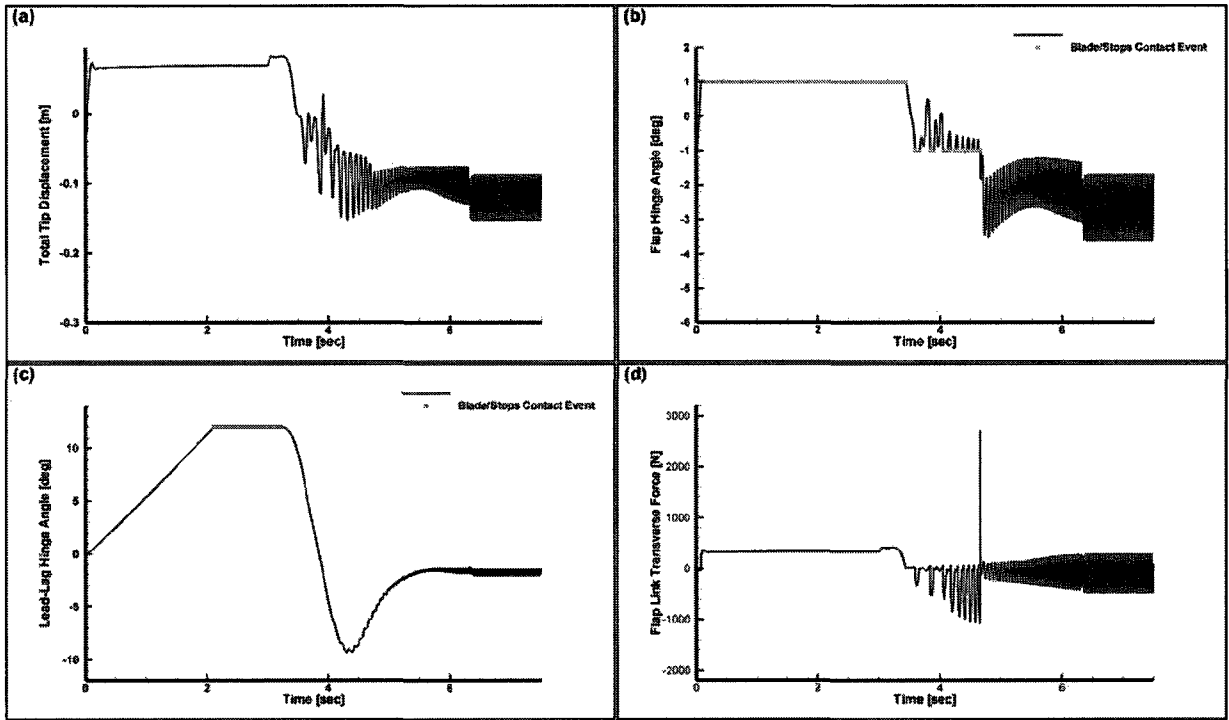 (a)
Total Tip Displacement [m]
0
-0.1
-0.2
-0.3
0 2 4 6
Time [sec]
(b)
Blade/Stops Contact Event
Flap Hinge Angle [deg]
2
1
0
-1
-2
-3
-4
-5
-6
0 2 4 6
Time [sec]
(c)
Blade/Stops Contact Event
Lead-Lag Hinge Angle [deg]
10
5
0
-5
-10
0 2 4 6
Time [sec]
(d)
Flap Link Transverse Force [N]
3000
2000
1000
0
-1000
-2000
0 2 4 6
Time [sec]